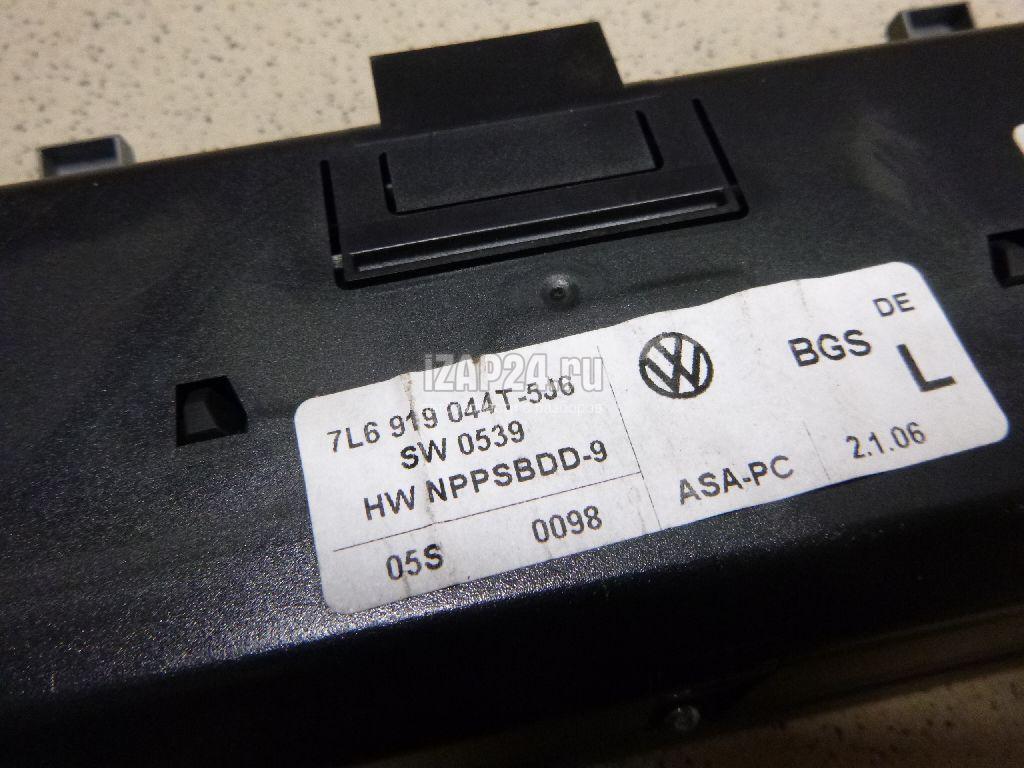 iZAP24.ru
7L6 919 044T-5J6
SW 0539
HW NPPSBDD-9
05S 0098
BGS DE
L
ASA-PC 2.1.06